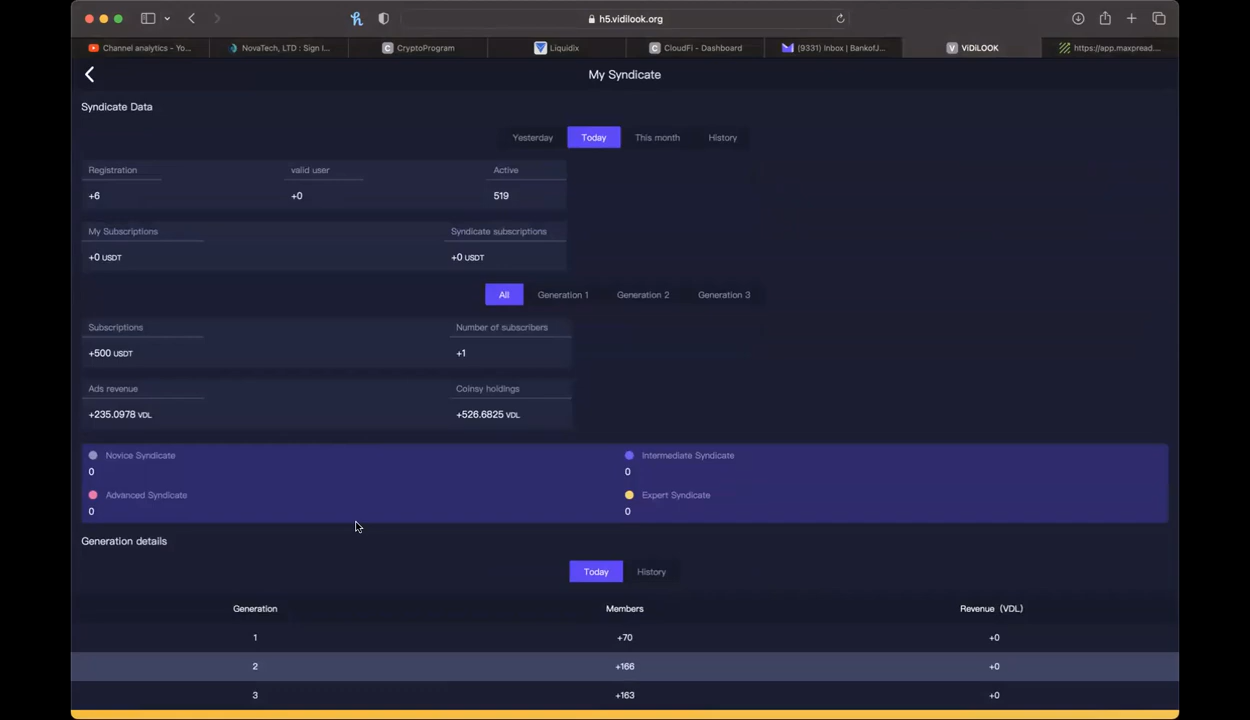 h5.vidilook.org
Channel analytics - Yo...
NovaTech, LTD : Sign I...
CryptoProgram
Liquidix
CloudFi - Dashboard
(9331) Inbox | BankofJ...
ViDiLOOK
https://app.maxpread....
My Syndicate
Syndicate Data
Yesterday Today This month History
Registration valid user Active
+6 +0 519
My Subscriptions Syndicate subscriptions
+0 USDT +0 USDT
All Generation 1 Generation 2 Generation 3
Subscriptions Number of subscribers
+500 USDT +1
Ads revenue Coinsy holdings
+235.0978 VDL +526.6825 VDL
Novice Syndicate Intermediate Syndicate
0 0
Advanced Syndicate Expert Syndicate
0 0
Generation details
Today History
Generation Members Revenue (VDL)
1 +70 +0
2 +166 +0
3 +163 +0